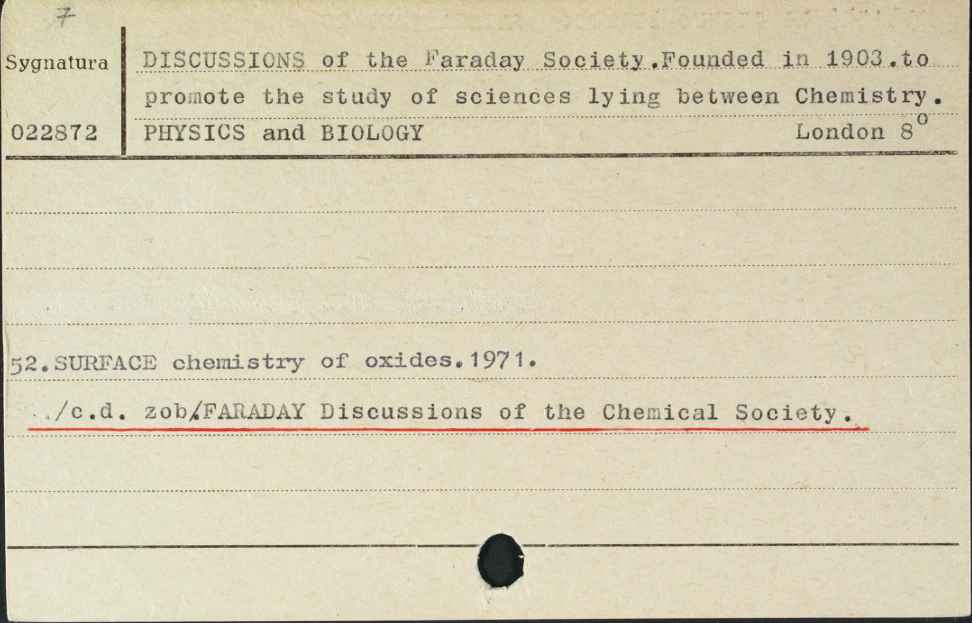 7
Sygnatura
DISCUSSIONS of the Faraday Society.Founded in 1903.to
promote the study of sciences lying between Chemistry.
022872
PHYSICS and BIOLOGY London 8°
52.SURFACE chemistry of oxides.1971.
./c.d. zob/.FARADAY Discussions of the Chemical Society.